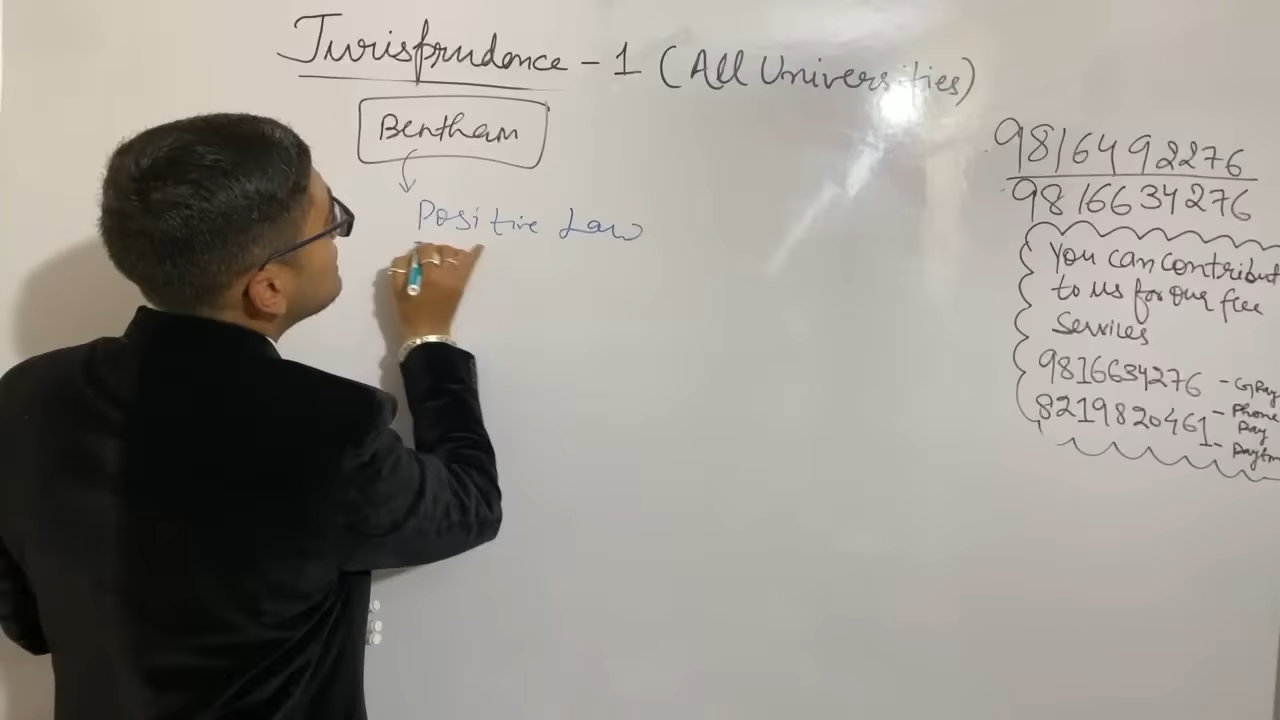 Jurisprudence - 1 (All Universities)
Bentham
Positive Law
9816492276
9816634276
You can contribut
to us for our free
Services
9816634276 - GPay
8219820461 - Phone
Pay
- Paytm